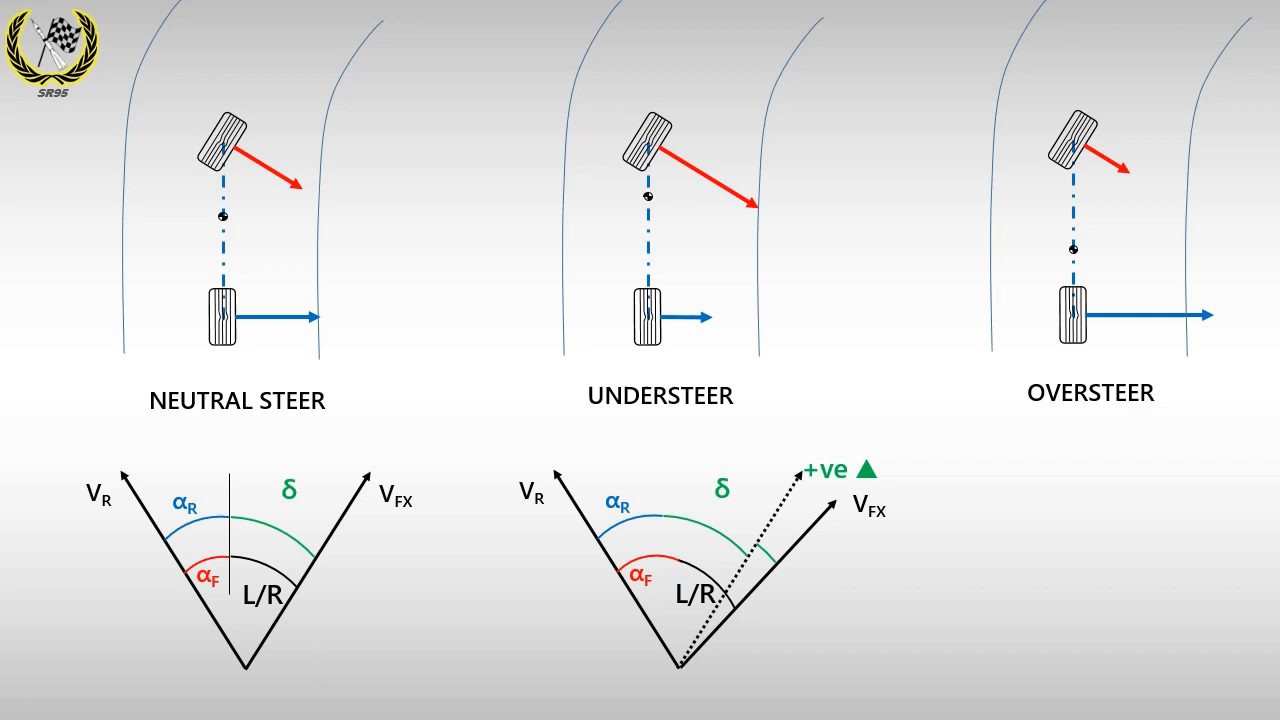 SR95
NEUTRAL STEER
UNDERSTEER
OVERSTEER
V_R
α_R
δ
V_FX
α_F
L/R
V_R
α_R
δ
+ve ▲
V_FX
α_F
L/R